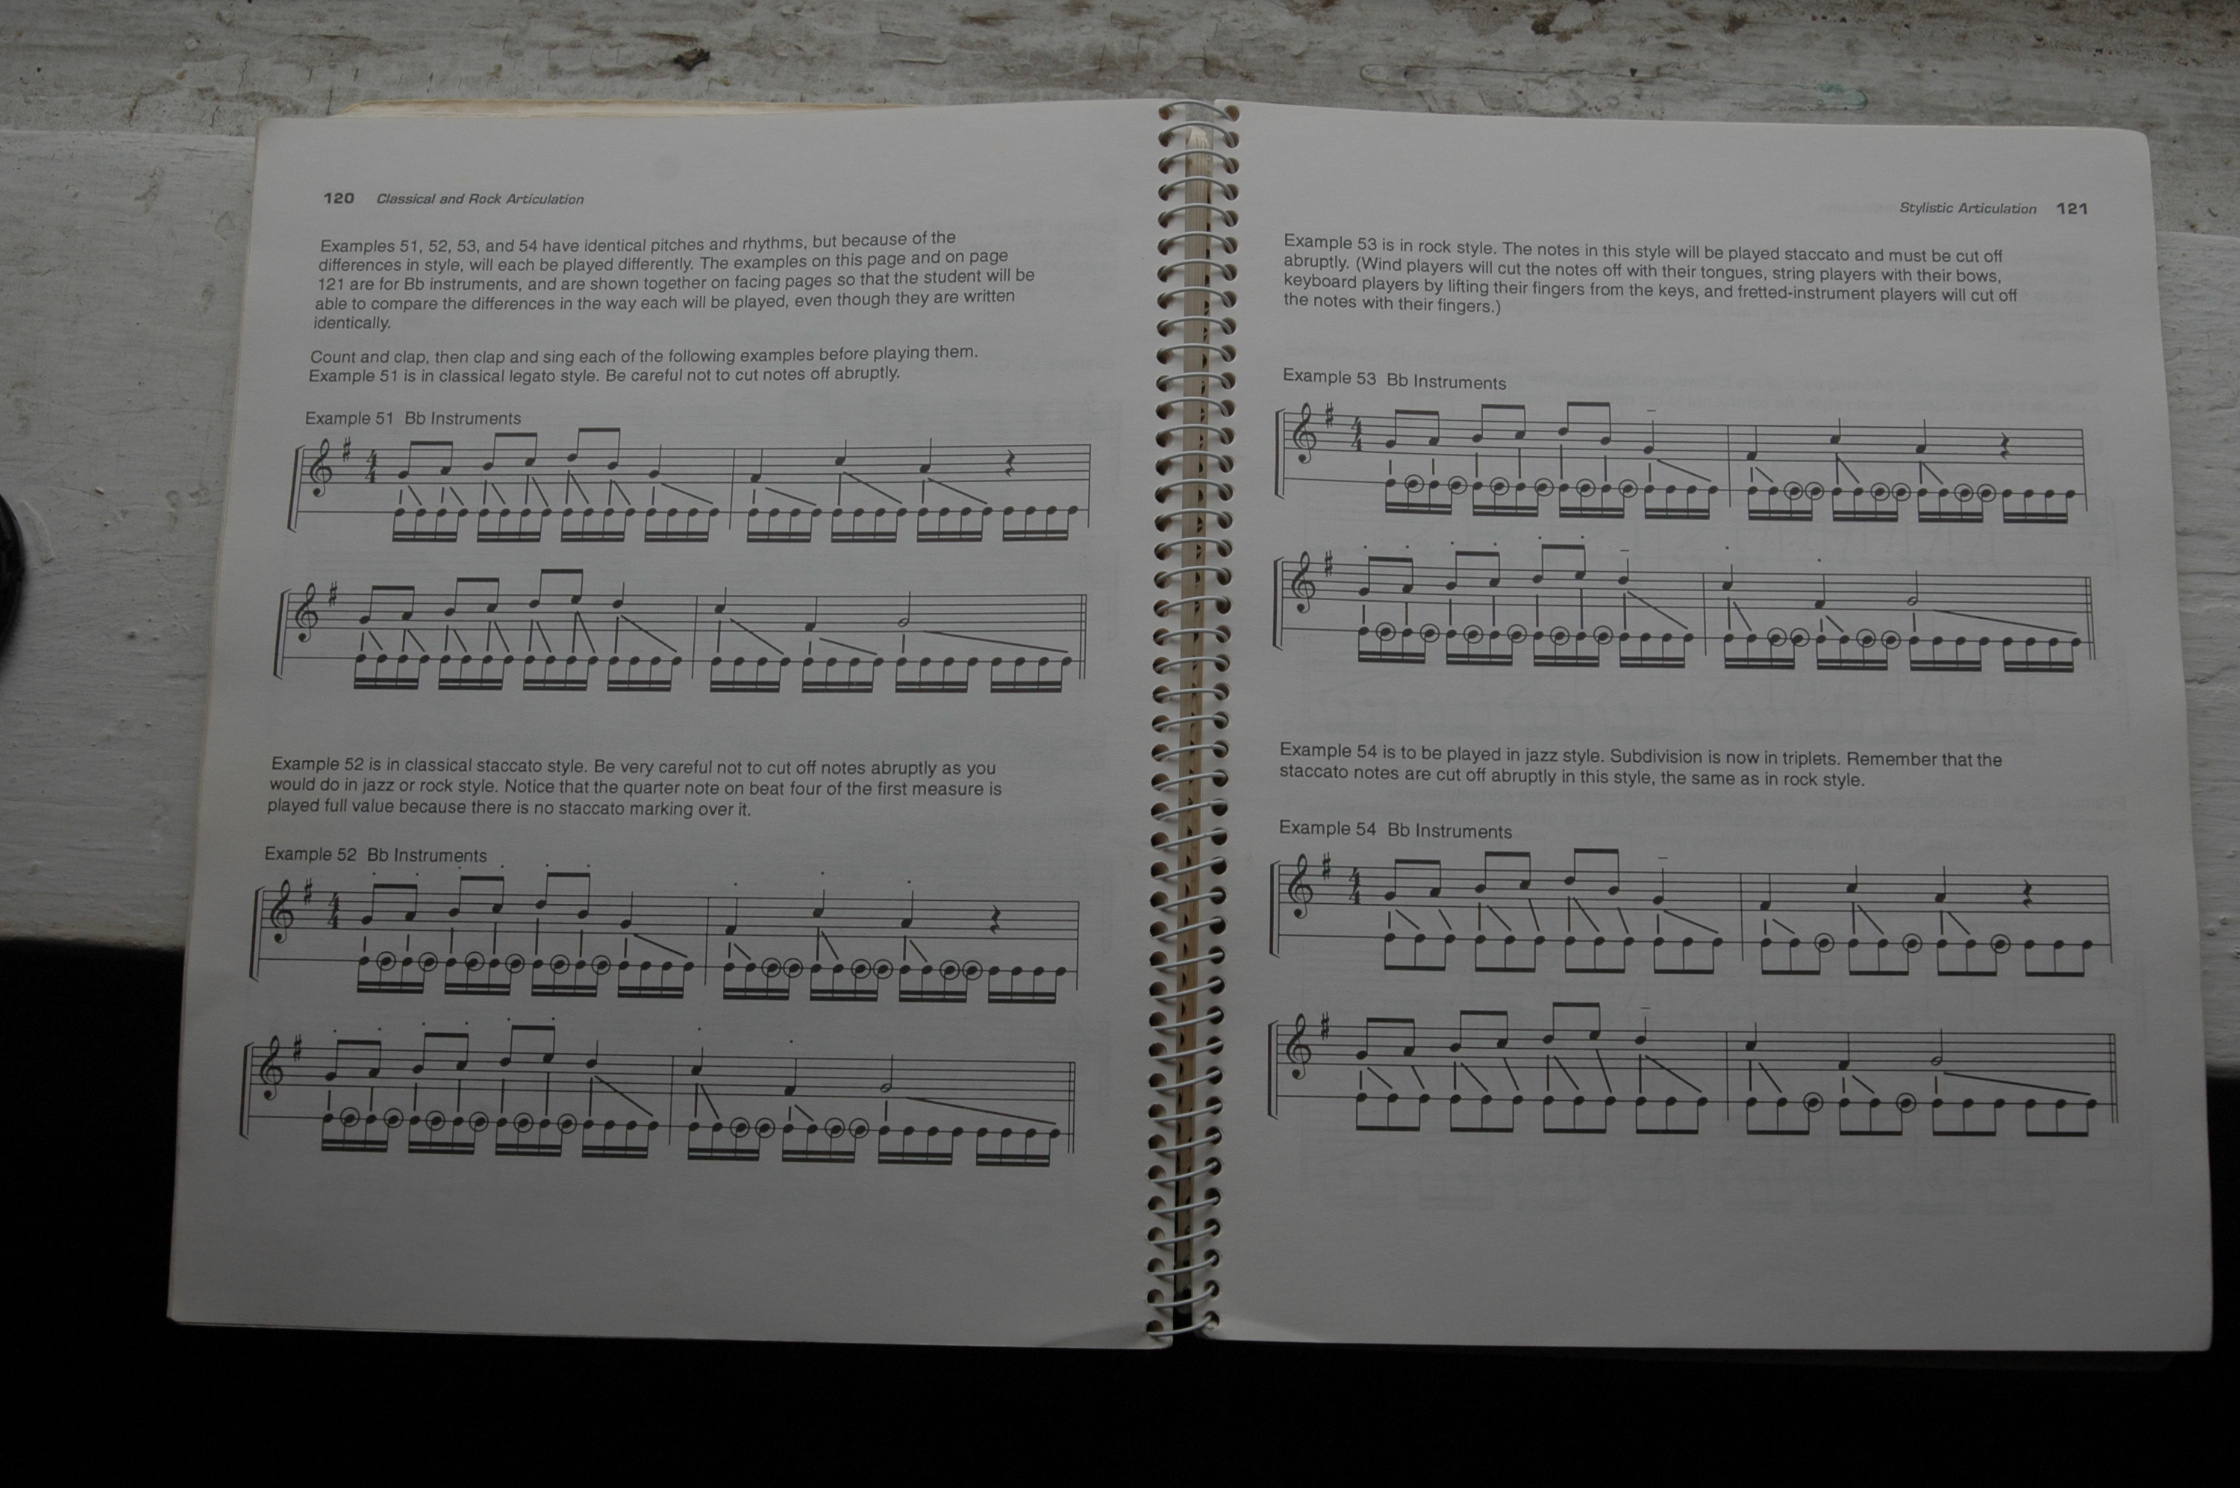 120 Classical and Rock Articulation
Examples 51, 52, 53, and 54 have identical pitches and rhythms, but because of the
differences in style, will each be played differently. The examples on this page and on page
121 are for Bb instruments, and are shown together on facing pages so that the student will be
able to compare the differences in the way each will be played, even though they are written
identically.
Count and clap, then clap and sing each of the following examples before playing them.
Example 51 is in classical legato style. Be careful not to cut notes off abruptly.
Example 51 Bb Instruments
4
4
Example 52 is in classical staccato style. Be very careful not to cut off notes abruptly as you
would do in jazz or rock style. Notice that the quarter note on beat four of the first measure is
played full value because there is no staccato marking over it.
Example 52 Bb Instruments
4
4
Stylistic Articulation 121
Example 53 is in rock style. The notes in this style will be played staccato and must be cut off
abruptly. (Wind players will cut the notes off with their tongues, string players with their bows,
keyboard players by lifting their fingers from the keys, and fretted-instrument players will cut off
the notes with their fingers.)
Example 53 Bb Instruments
4
4
Example 54 is to be played in jazz style. Subdivision is now in triplets. Remember that the
staccato notes are cut off abruptly in this style, the same as in rock style.
Example 54 Bb Instruments
4
4